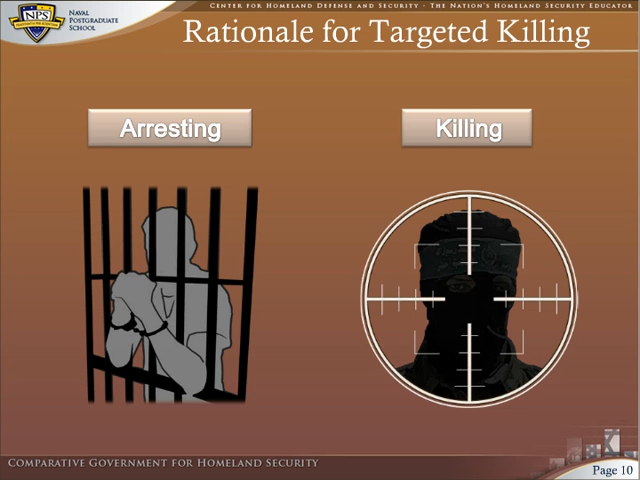 CENTER FOR HOMELAND DEFENSE AND SECURITY · THE NATION'S HOMELAND SECURITY EDUCATOR
NPS
NAVAL
POSTGRADUATE
SCHOOL
Rationale for Targeted Killing
Arresting
Killing
COMPARATIVE GOVERNMENT FOR HOMELAND SECURITY
Page 10